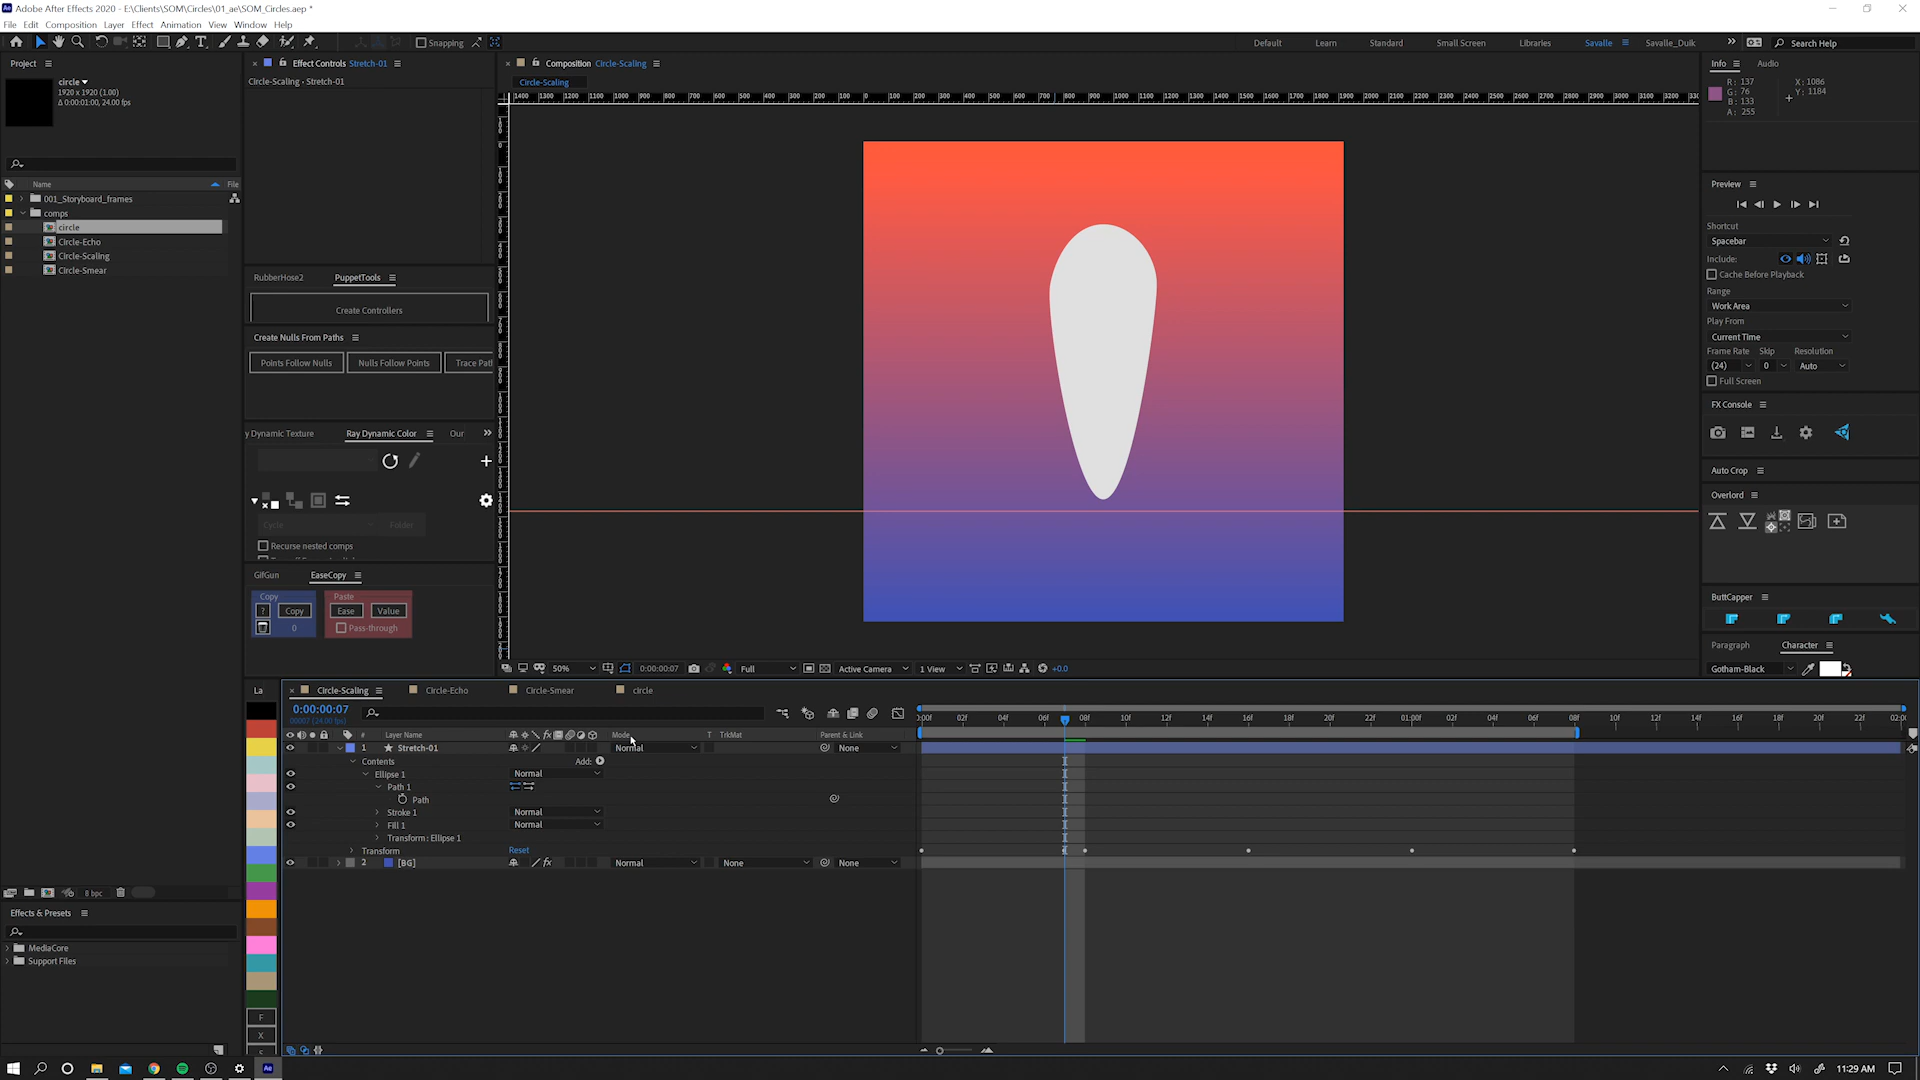 Adobe After Effects 2020 - E:\Clients\SOM\Circles\01_ae\SOM_Circles.aep *
File Edit Composition Layer Effect Animation View Window Help
Snapping
Default Learn Standard Small Screen Libraries Savalle Savalle_Duik Search Help
Project
circle
1920 x 1920 (1.00)
Δ 0:00:01:00, 24.00 fps
Name File
001_Storyboard_frames
comps
circle
Circle-Echo
Circle-Scaling
Circle-Smear
8 bpc
Effects & Presets
MediaCore
Support Files
Effect Controls Stretch-01
Circle-Scaling • Stretch-01
RubberHose2 PuppetTools
Create Controllers
Create Nulls From Paths
Points Follow Nulls Nulls Follow Points Trace Pat
y Dynamic Texture Ray Dynamic Color Our
Cycle Folder
Recurse nested comps
GifGun EaseCopy
Copy Paste
? Copy Ease Value
0 Pass-through
Composition Circle-Scaling
Circle-Scaling
50% 0:00:00:07 Full Active Camera 1 View +0.0
Info Audio
R: 137
G: 76
B: 133
A: 255
X: 1086
Y: 1184
Preview
Shortcut
Spacebar
Include:
Cache Before Playback
Range
Work Area
Play From
Current Time
Frame Rate Skip Resolution
(24) 0 Auto
Full Screen
FX Console
Auto Crop
Overlord
ButtCapper
Paragraph Character
Gotham-Black
La
F
X
Circle-Scaling Circle-Echo Circle-Smear circle
0:00:00:07
00007 (24.00 fps)
# Layer Name Mode T TrkMat Parent & Link
1 Stretch-01 Normal None
Contents Add:
Ellipse 1 Normal
Path 1
Path
Stroke 1 Normal
Fill 1 Normal
Transform: Ellipse 1
Transform Reset
2 [BG] Normal None None
:00f 02f 04f 06f 08f 10f 12f 14f 16f 18f 20f 22f 01:00f 02f 04f 06f 08f 10f 12f 14f 16f 18f 20f 22f 02:0
11:29 AM